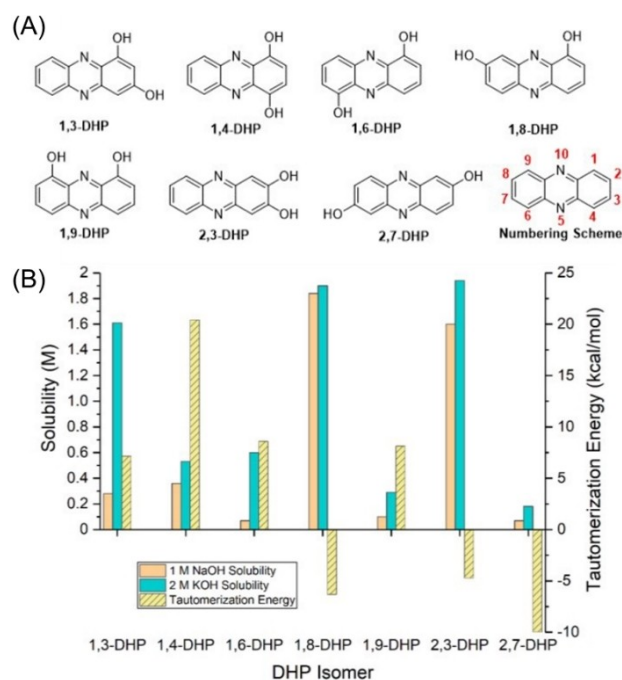 (A)
OH
N
N
OH
1,3-DHP
OH
N
N
OH
1,4-DHP
OH
N
N
OH
1,6-DHP
HO
OH
N
N
1,8-DHP
OH OH
N
N
1,9-DHP
N
N
OH
OH
2,3-DHP
OH
N
N
HO
2,7-DHP
9 10 1
8 N 2
7 N 3
6 5 4
Numbering Scheme
(B)
Solubility (M)
2
1.8
1.6
1.4
1.2
1
0.8
0.6
0.4
0.2
0
Tautomerization Energy (kcal/mol)
25
20
15
10
5
0
-5
-10
1 M NaOH Solubility
2 M KOH Solubility
Tautomerization Energy
1,3-DHP 1,4-DHP 1,6-DHP 1,8-DHP 1,9-DHP 2,3-DHP 2,7-DHP
DHP Isomer